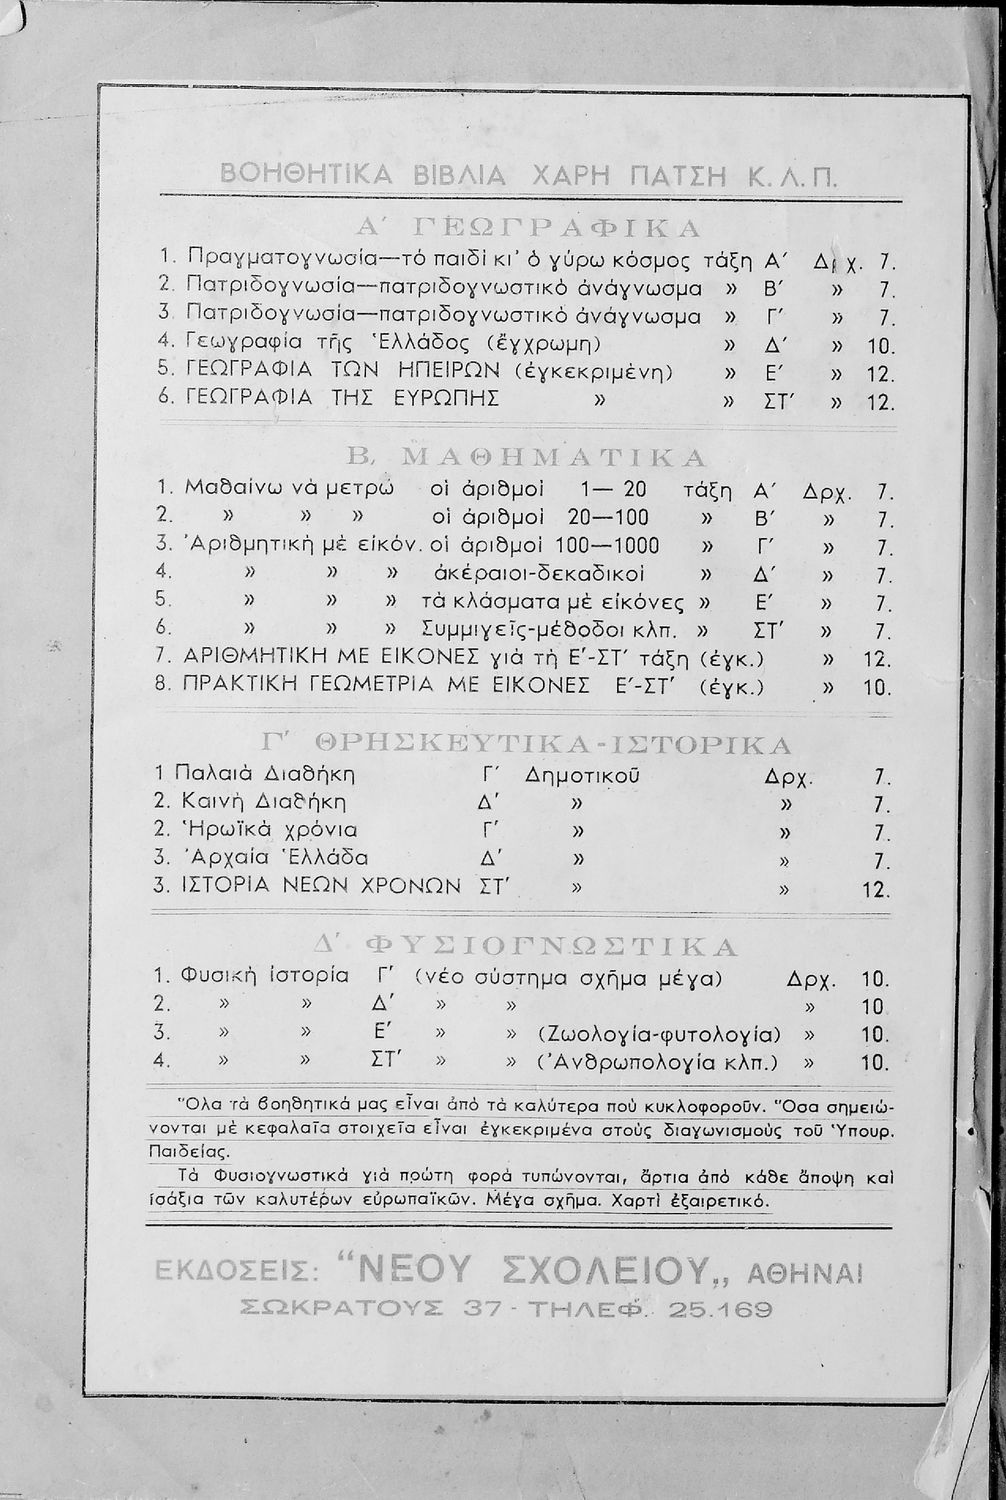 ΒΟΗΘΗΤΙΚΑ ΒΙΒΛΙΑ ΧΑΡΗ ΠΑΤΣΗ Κ.Λ.Π.
Α΄ ΓΕΩΓΡΑΦΙΚΑ
1. Πραγματογνωσία—τό παιδί κι' ὁ γύρω κόσμος τάξη Α΄ Δρχ. 7.
2. Πατριδογνωσία—πατριδογνωστικό ἀνάγνωσμα » Β΄ » 7.
3 Πατριδογνωσία—πατριδογνωστικό ἀνάγνωσμα » Γ΄ » 7.
4. Γεωγραφία τῆς Ἑλλάδος (ἔγχρωμη) » Δ΄ » 10.
5. ΓΕΩΓΡΑΦΙΑ ΤΩΝ ΗΠΕΙΡΩΝ (ἐγκεκριμένη) » Ε΄ » 12.
6. ΓΕΩΓΡΑΦΙΑ ΤΗΣ ΕΥΡΩΠΗΣ » » ΣΤ΄ » 12.
Β, ΜΑΘΗΜΑΤΙΚΑ
1. Μαθαίνω νά μετρῶ οἱ ἀριθμοί 1— 20 τάξη Α΄ Δρχ. 7.
2. » » » οἱ ἀριθμοί 20—100 » Β΄ » 7.
3. Ἀριθμητική μέ εἰκόν. οἱ ἀριθμοί 100—1000 » Γ΄ » 7.
4. » » » ἀκέραιοι-δεκαδικοί » Δ΄ » 7.
5. » » » τά κλάσματα μέ εἰκόνες » Ε΄ » 7.
6. » » » Συμμιγεῖς-μέθοδοι κλπ. » ΣΤ΄ » 7.
7. ΑΡΙΘΜΗΤΙΚΗ ΜΕ ΕΙΚΟΝΕΣ γιά τή Ε΄-ΣΤ΄ τάξη (ἐγκ.) » 12.
8. ΠΡΑΚΤΙΚΗ ΓΕΩΜΕΤΡΙΑ ΜΕ ΕΙΚΟΝΕΣ Ε΄-ΣΤ΄ (ἐγκ.) » 10.
Γ΄ ΘΡΗΣΚΕΥΤΙΚΑ-ΙΣΤΟΡΙΚΑ
1 Παλαιά Διαθήκη Γ΄ Δημοτικοῦ Δρχ. 7.
2. Καινή Διαθήκη Δ΄ » » 7.
2. Ἡρωϊκά χρόνια Γ΄ » » 7.
3. Ἀρχαία Ἑλλάδα Δ΄ » » 7.
3. ΙΣΤΟΡΙΑ ΝΕΩΝ ΧΡΟΝΩΝ ΣΤ΄ » » 12.
Δ΄ ΦΥΣΙΟΓΝΩΣΤΙΚΑ
1. Φυσική ἱστορία Γ΄ (νέο σύστημα σχῆμα μέγα) Δρχ. 10.
2. » » Δ΄ » » » 10
3. » » Ε΄ » » (Ζωολογία-φυτολογία) » 10.
4. » » ΣΤ΄ » » (Ἀνθρωπολογία κλπ.) » 10.
Ὅλα τά βοηθητικά μας εἶναι ἀπό τά καλύτερα πού κυκλοφοροῦν. Ὅσα σημειώ-
νονται μέ κεφαλαῖα στοιχεῖα εἶναι ἐγκεκριμένα στούς διαγωνισμούς τοῦ Ὑπουρ.
Παιδείας.
Τά Φυσιογνωστικά γιά πρώτη φορά τυπώνονται, ἄρτια ἀπό κάθε ἄποψη καί
ἰσάξια τῶν καλυτέρων εὐρωπαϊκῶν. Μέγα σχῆμα. Χαρτί ἐξαιρετικό.
ΕΚΔΟΣΕΙΣ: “ΝΕΟΥ ΣΧΟΛΕΙΟΥ„ ΑΘΗΝΑΙ
ΣΩΚΡΑΤΟΥΣ 37 - ΤΗΛΕΦ. 25.169